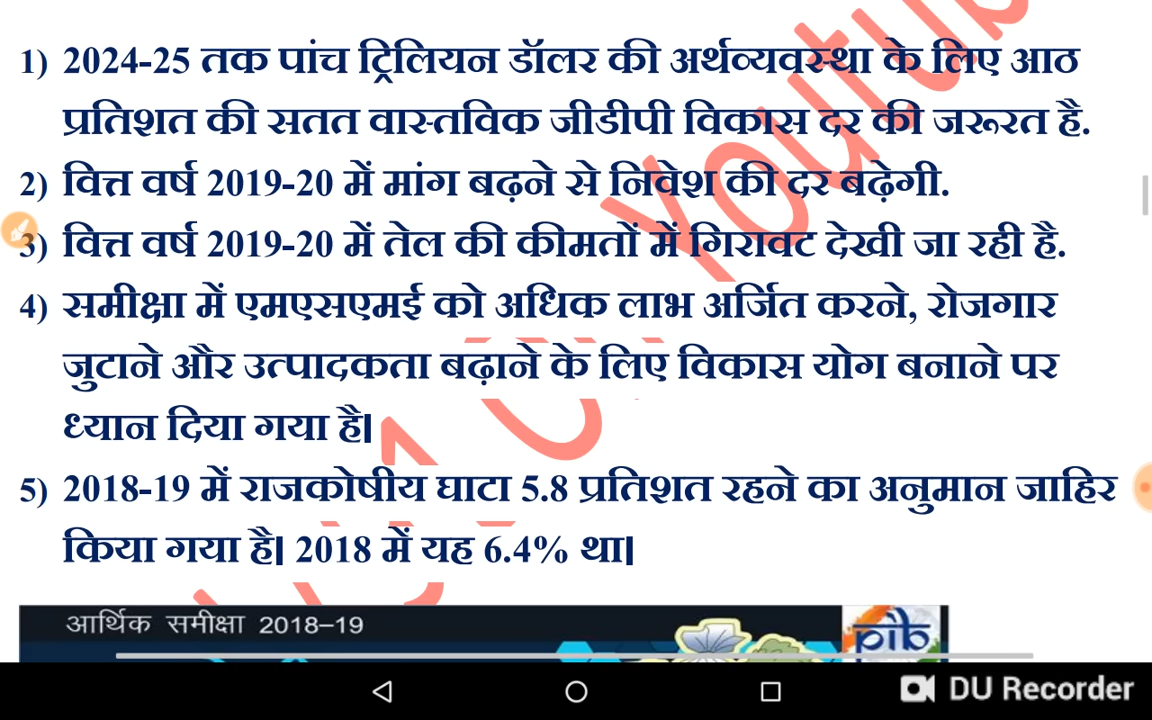 1) 2024-25 तक पांच ट्रिलियन डॉलर की अर्थव्यवस्था के लिए आठ
प्रतिशत की सतत वास्तविक जीडीपी विकास दर की जरूरत है.
2) वित्त वर्ष 2019-20 में मांग बढ़ने से निवेश की दर बढ़ेगी.
3) वित्त वर्ष 2019-20 में तेल की कीमतों में गिरावट देखी जा रही है.
4) समीक्षा में एमएसएमई को अधिक लाभ अर्जित करने, रोजगार
जुटाने और उत्पादकता बढ़ाने के लिए विकास योग बनाने पर
ध्यान दिया गया है।
5) 2018-19 में राजकोषीय घाटा 5.8 प्रतिशत रहने का अनुमान जाहिर
किया गया है। 2018 में यह 6.4% था।
आर्थिक समीक्षा 2018–19
pib
DU Recorder